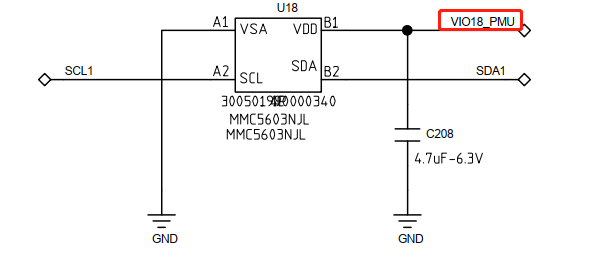 U18
A1
VSA
VDD
B1
VIO18_PMU
SCL1
A2
SCL
SDA
B2
SDA1
MMC5603NJL
MMC5603NJL
C208
4.7uF-6.3V
GND
GND